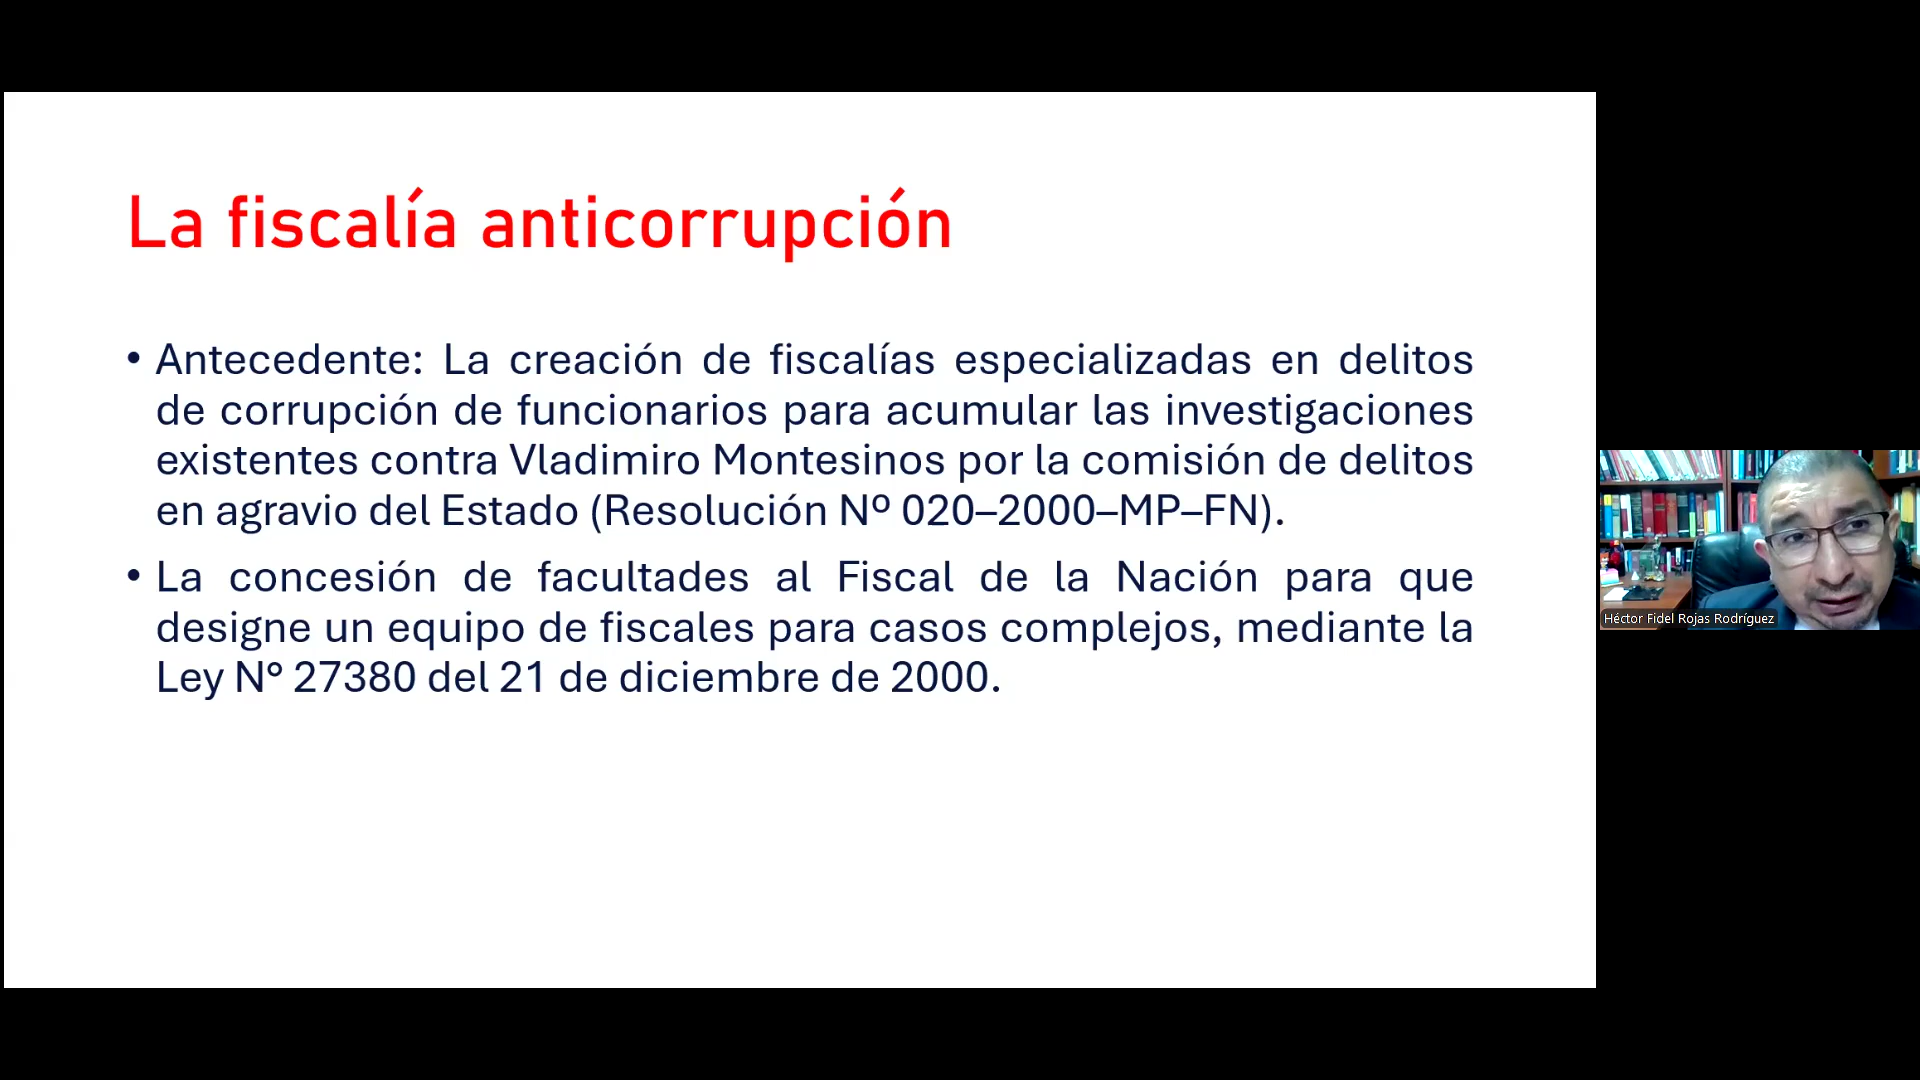 La fiscalía anticorrupción
• Antecedente: La creación de fiscalías especializadas en delitos
de corrupción de funcionarios para acumular las investigaciones
existentes contra Vladimiro Montesinos por la comisión de delitos
en agravio del Estado (Resolución Nº 020–2000–MP–FN).
• La concesión de facultades al Fiscal de la Nación para que
designe un equipo de fiscales para casos complejos, mediante la
Ley N° 27380 del 21 de diciembre de 2000.
Héctor Fidel Rojas Rodríguez